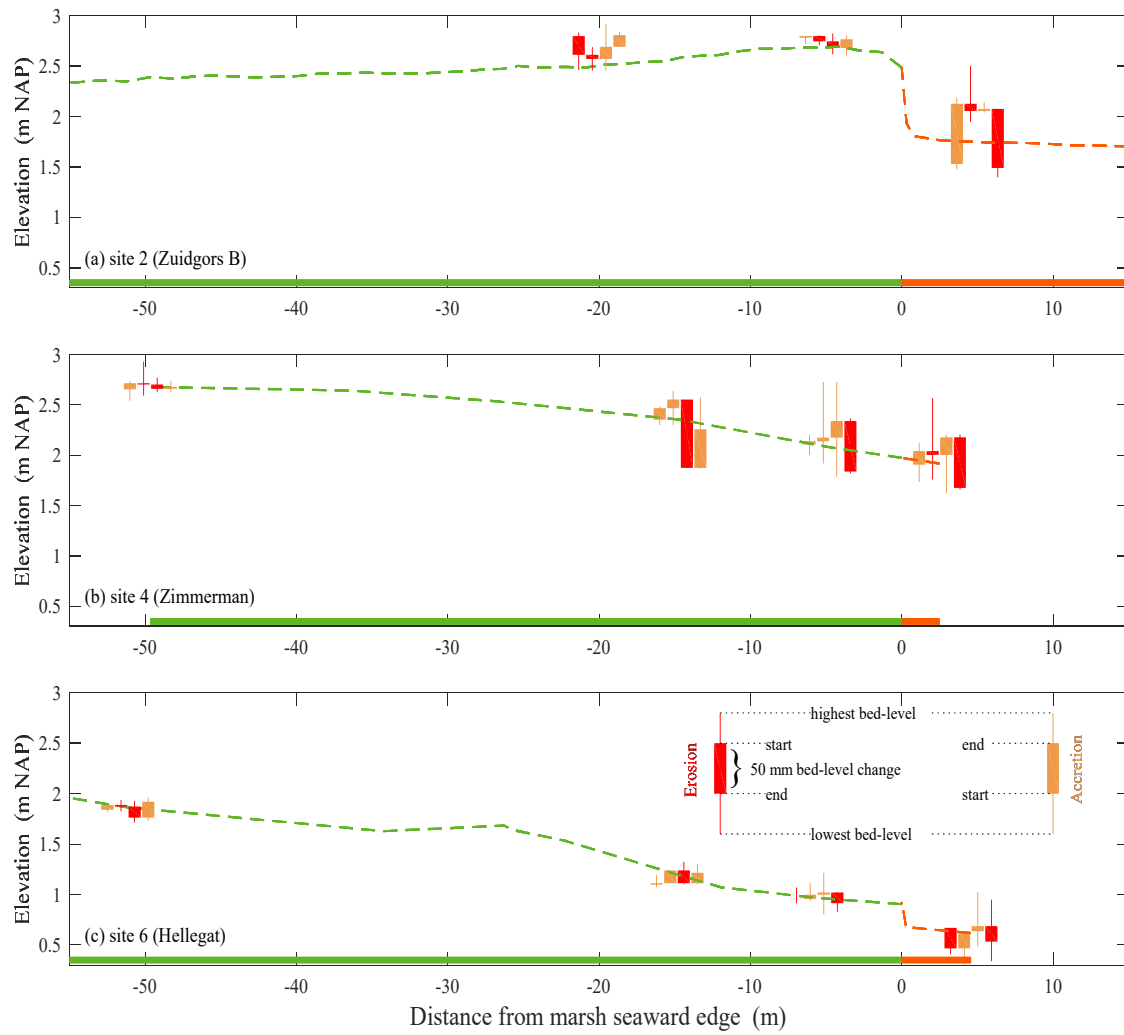 3
2.5
2
1.5
1
0.5
Elevation (m NAP)
(a) site 2 (Zuidgors B)
-50 -40 -30 -20 -10 0 10
3
2.5
2
1.5
1
0.5
Elevation (m NAP)
(b) site 4 (Zimmerman)
-50 -40 -30 -20 -10 0 10
3
2.5
2
1.5
1
0.5
Elevation (m NAP)
highest bed-level
Erosion
start end
} 50 mm bed-level change
end start
Accretion
lowest bed-level
(c) site 6 (Hellegat)
-50 -40 -30 -20 -10 0 10
Distance from marsh seaward edge (m)